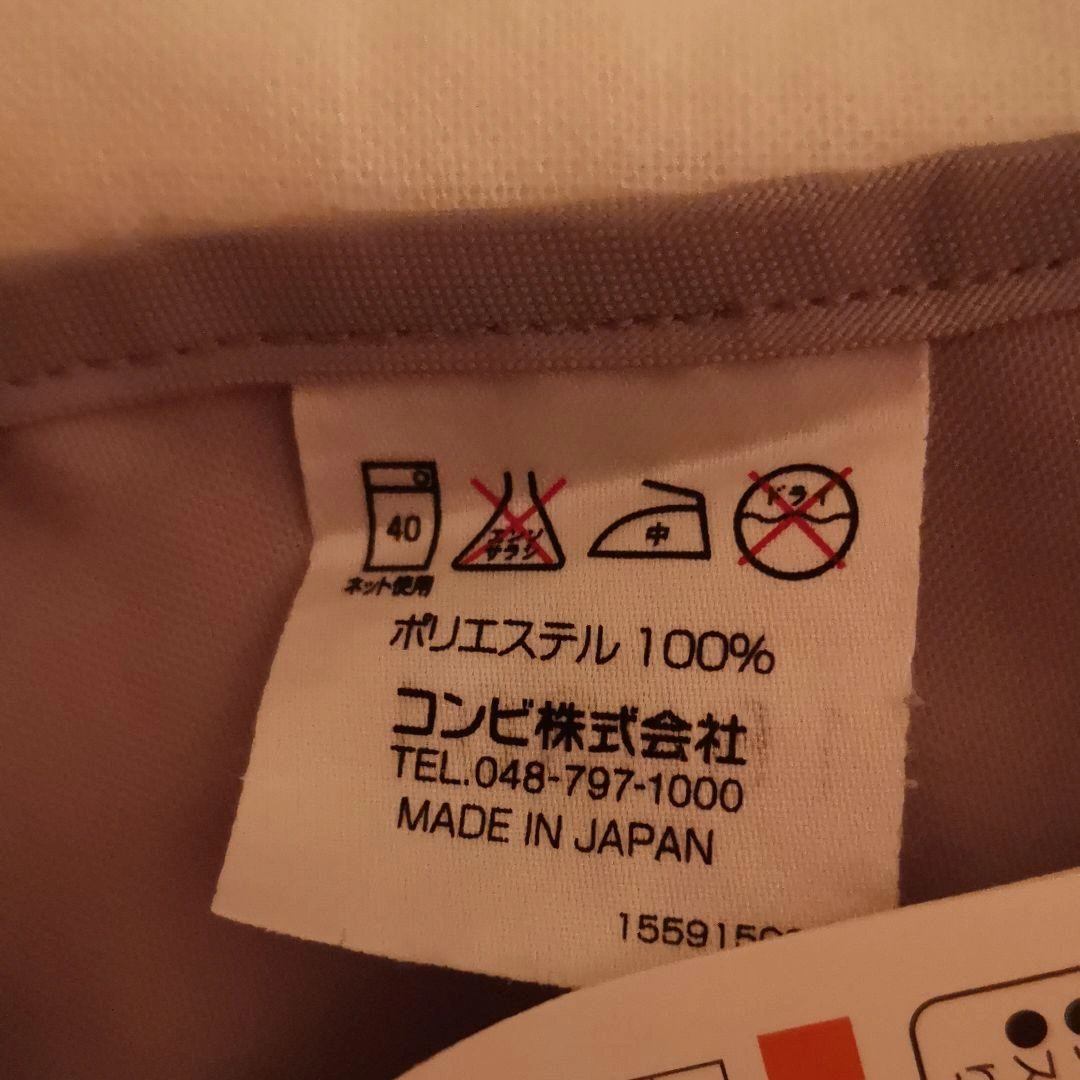 40
ネット使用
エンソ
サラシ
中
ドライ
ポリエステル 100%
コンビ株式会社
TEL.048-797-1000
MADE IN JAPAN
155915